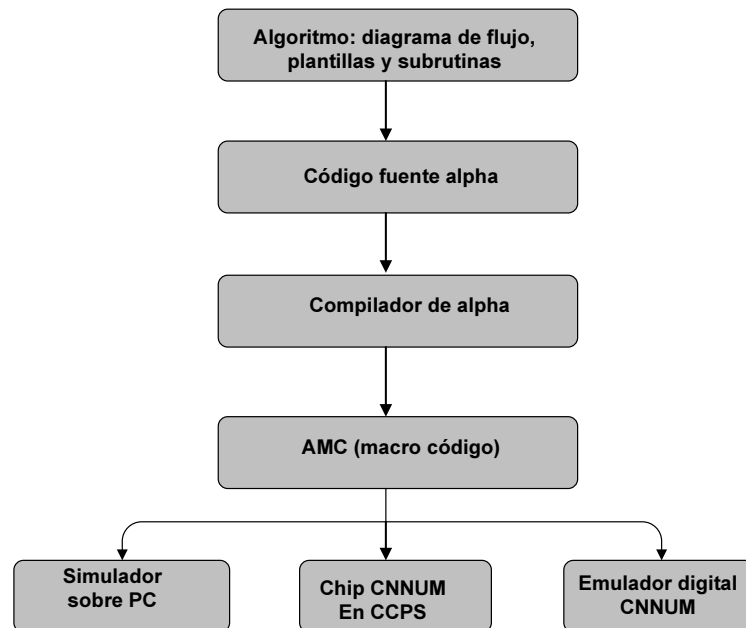 Algoritmo: diagrama de flujo,
plantillas y subrutinas
Código fuente alpha
Compilador de alpha
AMC (macro código)
Simulador
sobre PC
Chip CNNUM
En CCPS
Emulador digital
CNNUM